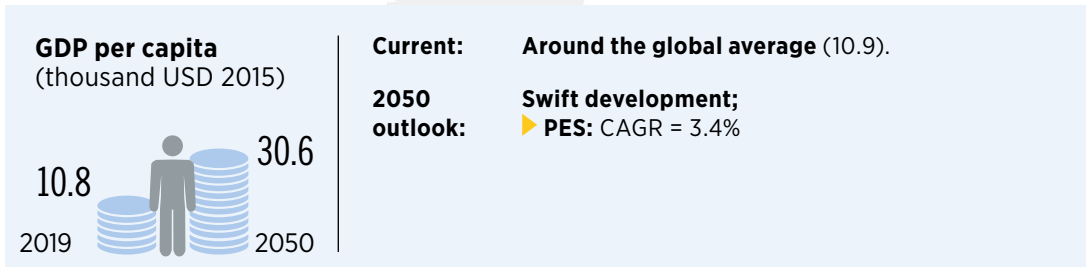 GDP per capita
(thousand USD 2015)
10.8
30.6
2019
2050
Current: Around the global average (10.9).
2050 Swift development;
outlook: PES: CAGR = 3.4%